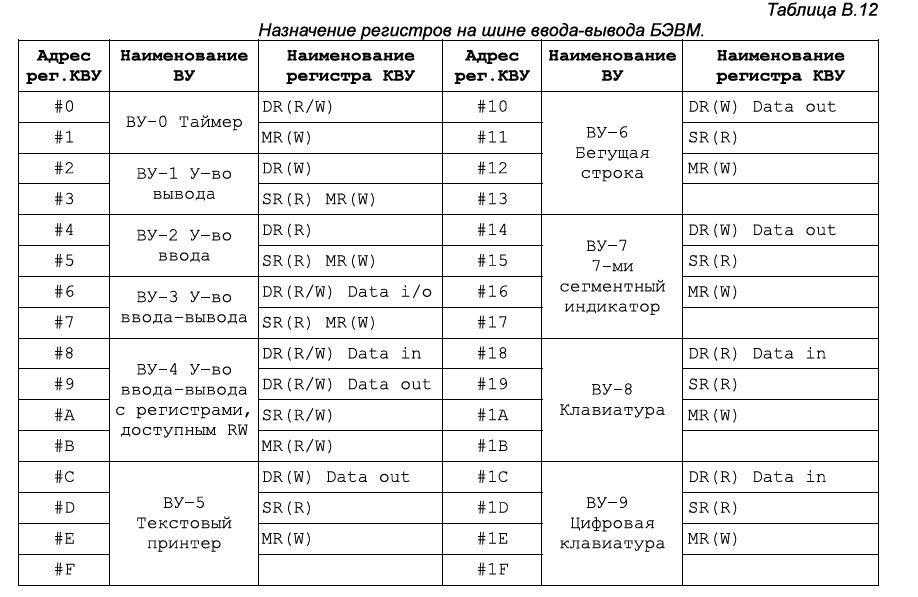 Таблица В.12
Назначение регистров на шине ввода-вывода БЭВМ.
Адрес рег.КВУ Наименование ВУ Наименование регистра КВУ Адрес рег.КВУ Наименование ВУ Наименование регистра КВУ
#0 ВУ-0 Таймер DR(R/W) #10 ВУ-6 Бегущая строка DR(W) Data out
#1 MR(W) #11 SR(R)
#2 ВУ-1 У-во вывода DR(W) #12 MR(W)
#3 SR(R) MR(W) #13
#4 ВУ-2 У-во ввода DR(R) #14 ВУ-7 7-ми сегментный индикатор DR(W) Data out
#5 SR(R) MR(W) #15 SR(R)
#6 ВУ-3 У-во ввода-вывода DR(R/W) Data i/o #16 MR(W)
#7 SR(R) MR(W) #17
#8 ВУ-4 У-во ввода-вывода с регистрами, доступным RW DR(R/W) Data in #18 ВУ-8 Клавиатура DR(R) Data in
#9 DR(R/W) Data out #19 SR(R)
#A SR(R/W) #1A MR(W)
#B MR(R/W) #1B
#C ВУ-5 Текстовый принтер DR(W) Data out #1C ВУ-9 Цифровая клавиатура DR(R) Data in
#D SR(R) #1D SR(R)
#E MR(W) #1E MR(W)
#F #1F